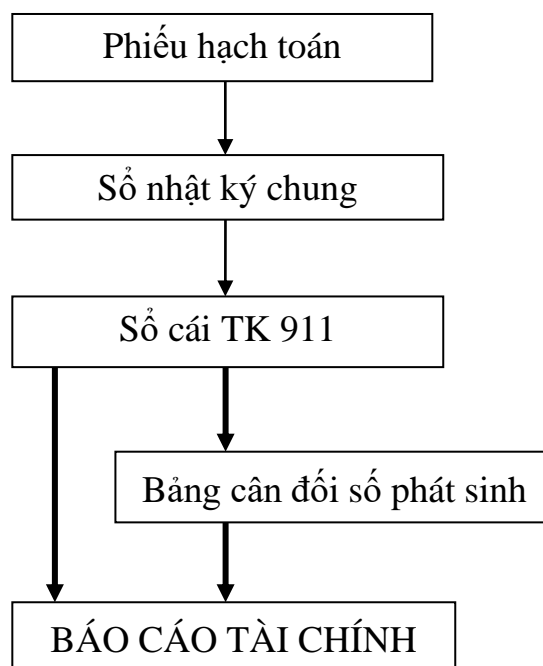 Phiếu hạch toán
Sổ nhật ký chung
Sổ cái TK 911
Bảng cân đối số phát sinh
BÁO CÁO TÀI CHÍNH